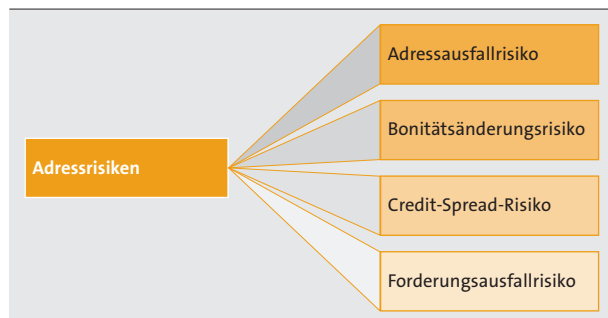 Adressrisiken
Adressausfallrisiko
Bonitätsänderungsrisiko
Credit-Spread-Risiko
Forderungsausfallrisiko